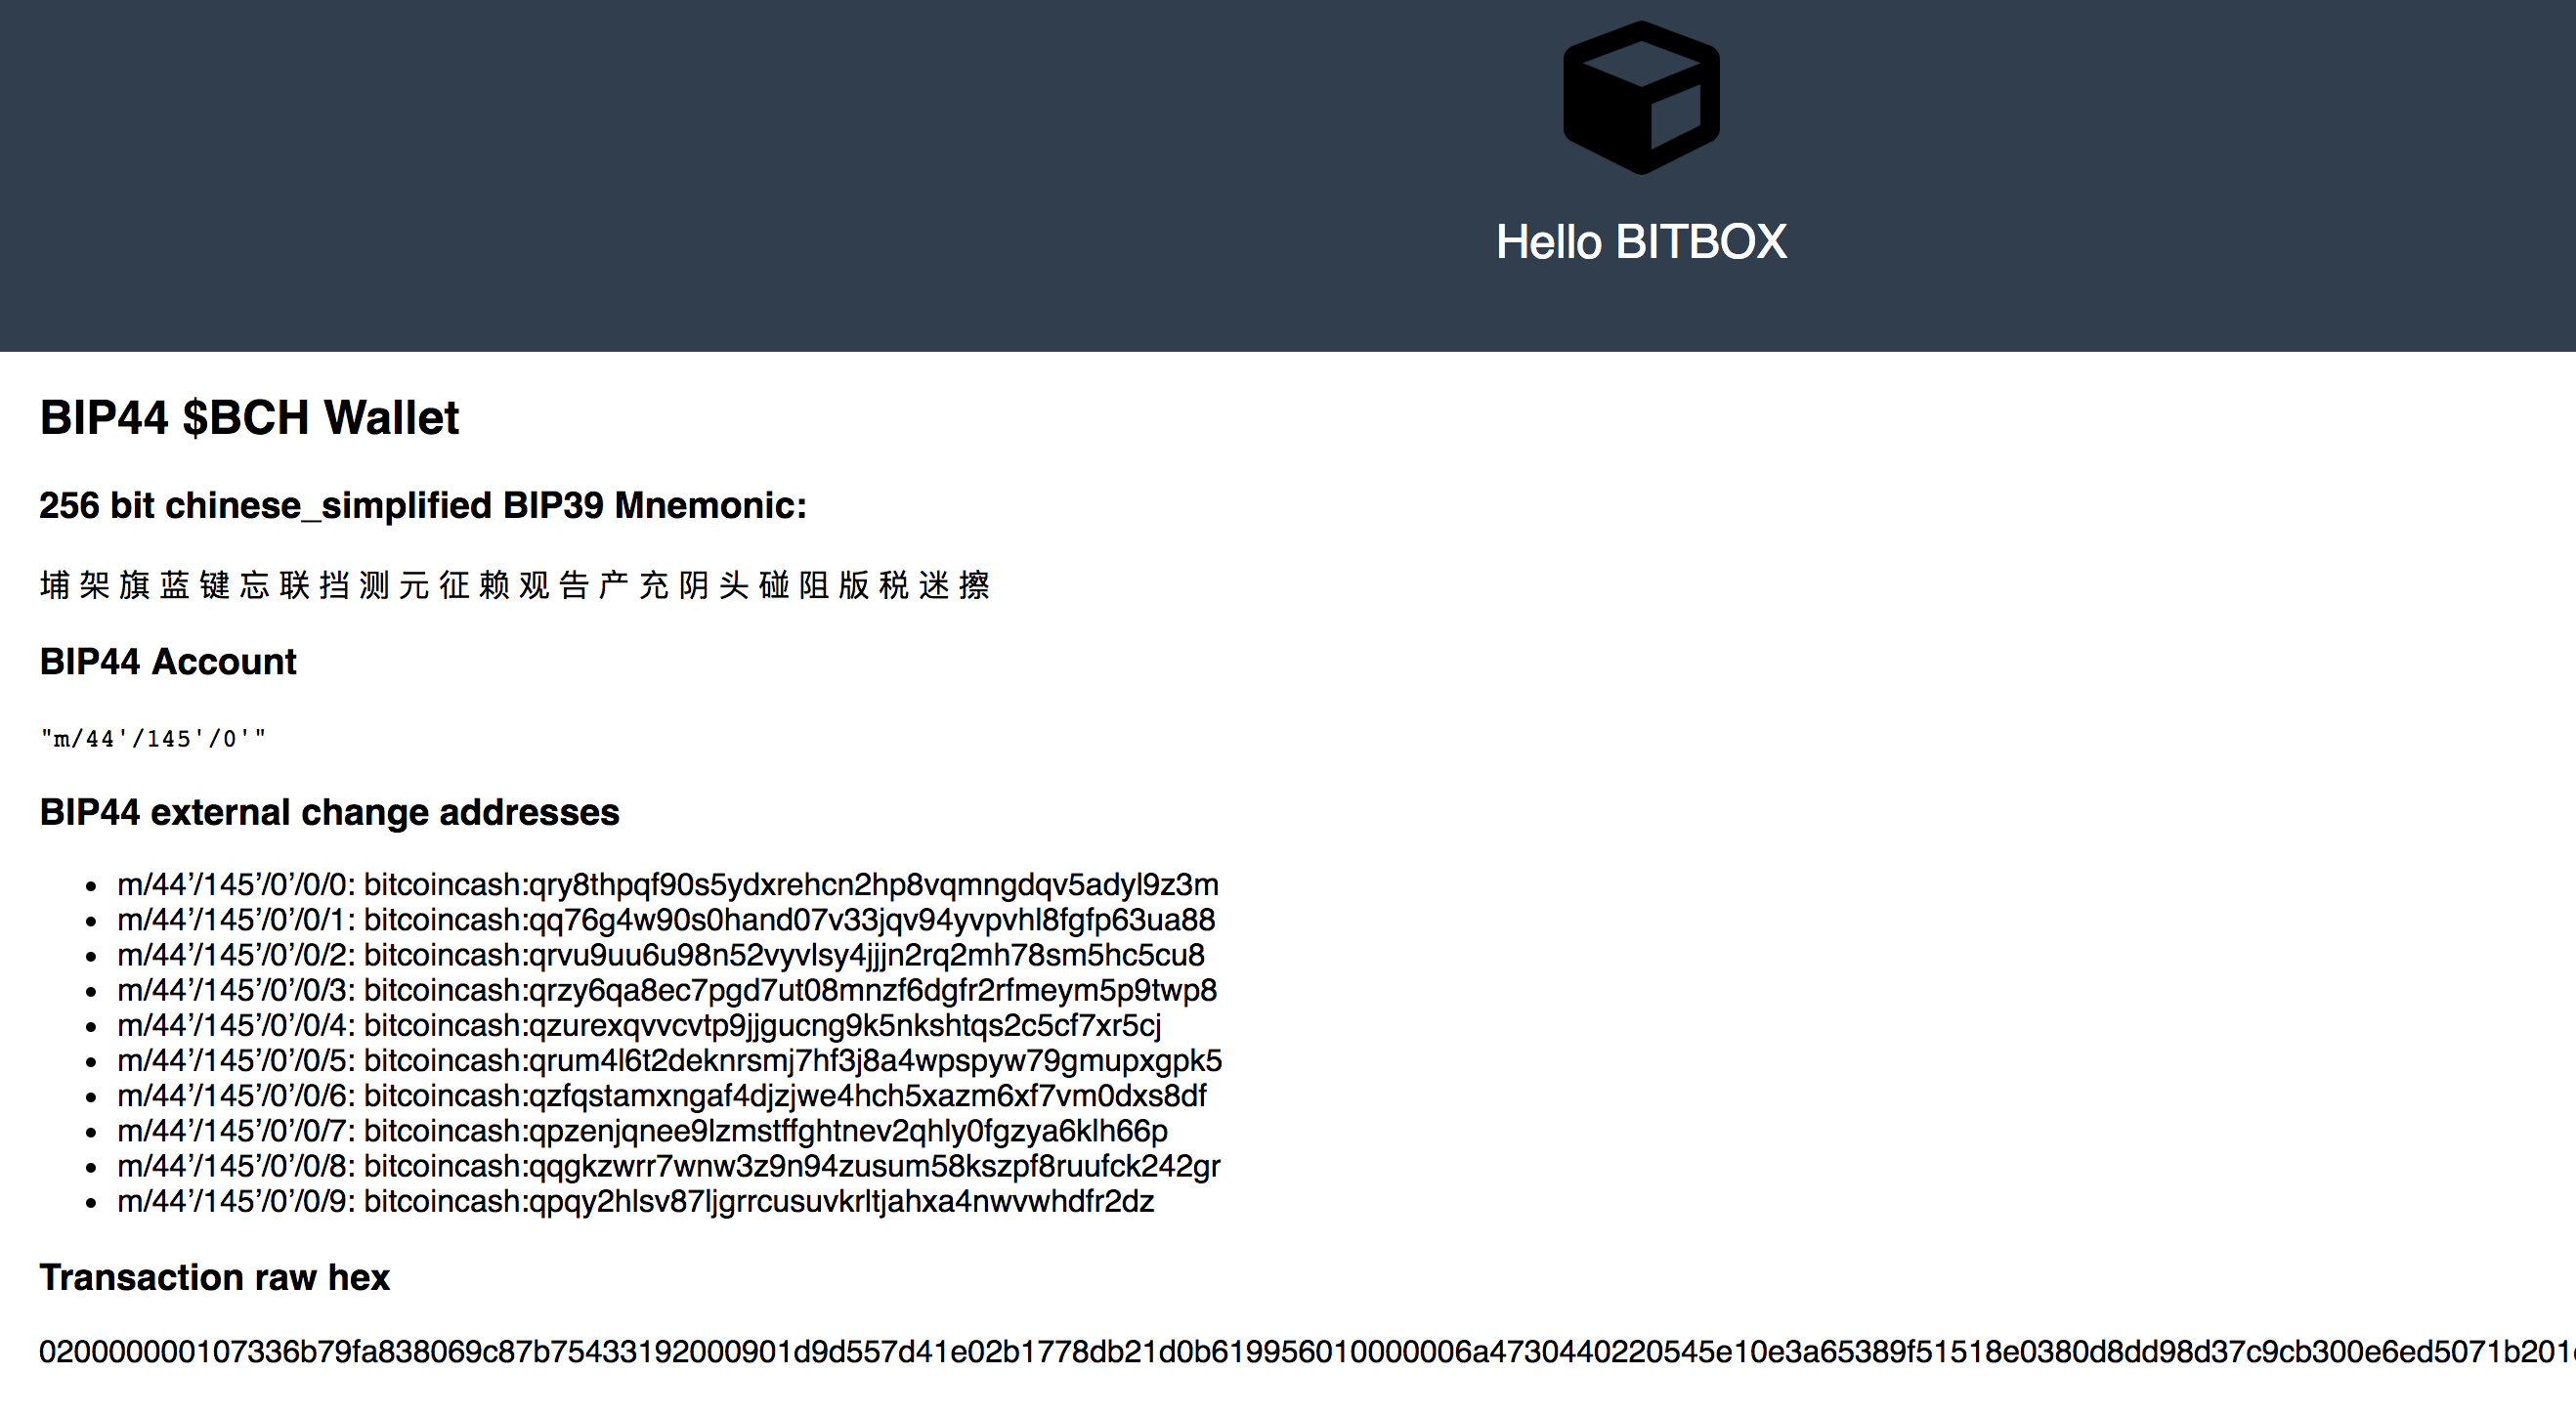 Hello BITBOX
BIP44 $BCH Wallet
256 bit chinese_simplified BIP39 Mnemonic:
埔 架 旗 蓝 键 忘 联 挡 测 元 征 赖 观 告 产 充 阴 头 碰 阻 版 税 迷 擦
BIP44 Account
"m/44'/145'/0'"
BIP44 external change addresses
m/44’/145’/0’/0/0: bitcoincash:qry8thpqf90s5ydxrehcn2hp8vqmngdqv5adyl9z3m
m/44’/145’/0’/0/1: bitcoincash:qq76g4w90s0hand07v33jqv94yvpvhl8fgfp63ua88
m/44’/145’/0’/0/2: bitcoincash:qrvu9uu6u98n52vyvlsy4jjjn2rq2mh78sm5hc5cu8
m/44’/145’/0’/0/3: bitcoincash:qrzy6qa8ec7pgd7ut08mnzf6dgfr2rfmeym5p9twp8
m/44’/145’/0’/0/4: bitcoincash:qzurexqvvcvtp9jjgucng9k5nkshtqs2c5cf7xr5cj
m/44’/145’/0’/0/5: bitcoincash:qrum4l6t2deknrsmj7hf3j8a4wpspyw79gmupxgpk5
m/44’/145’/0’/0/6: bitcoincash:qzfqstamxngaf4djzjwe4hch5xazm6xf7vm0dxs8df
m/44’/145’/0’/0/7: bitcoincash:qpzenjqnee9lzmstffghtnev2qhly0fgzya6klh66p
m/44’/145’/0’/0/8: bitcoincash:qqgkzwrr7wnw3z9n94zusum58kszpf8ruufck242gr
m/44’/145’/0’/0/9: bitcoincash:qpqy2hlsv87ljgrrcusuvkrltjahxa4nwvwhdfr2dz
Transaction raw hex
020000000107336b79fa838069c87b75433192000901d9d557d41e02b1778db21d0b619956010000006a4730440220545e10e3a65389f51518e0380d8dd98d37c9cb300e6ed5071b201